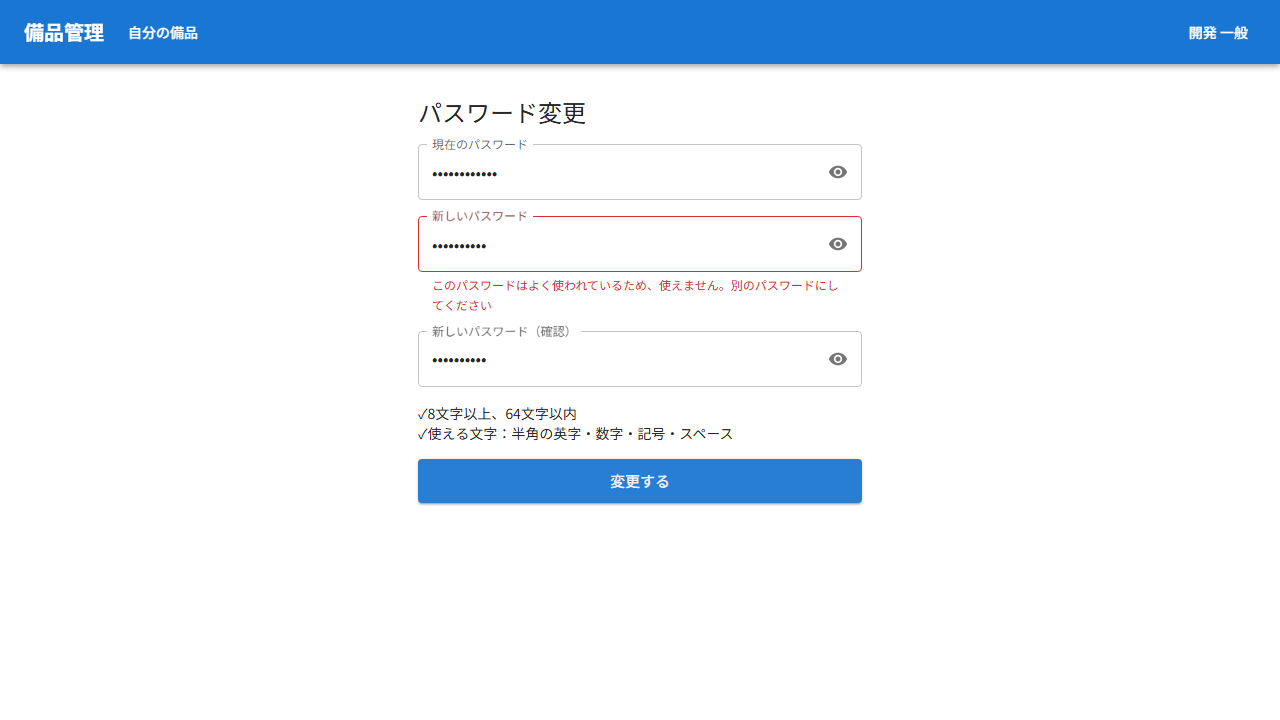 備品管理 自分の備品 開発 一般
パスワード変更
現在のパスワード
••••••••••••
新しいパスワード
••••••••••
このパスワードはよく使われているため、使えません。別のパスワードにし
てください
新しいパスワード（確認）
••••••••••
✓8文字以上、64文字以内
✓使える文字：半角の英字・数字・記号・スペース
変更する